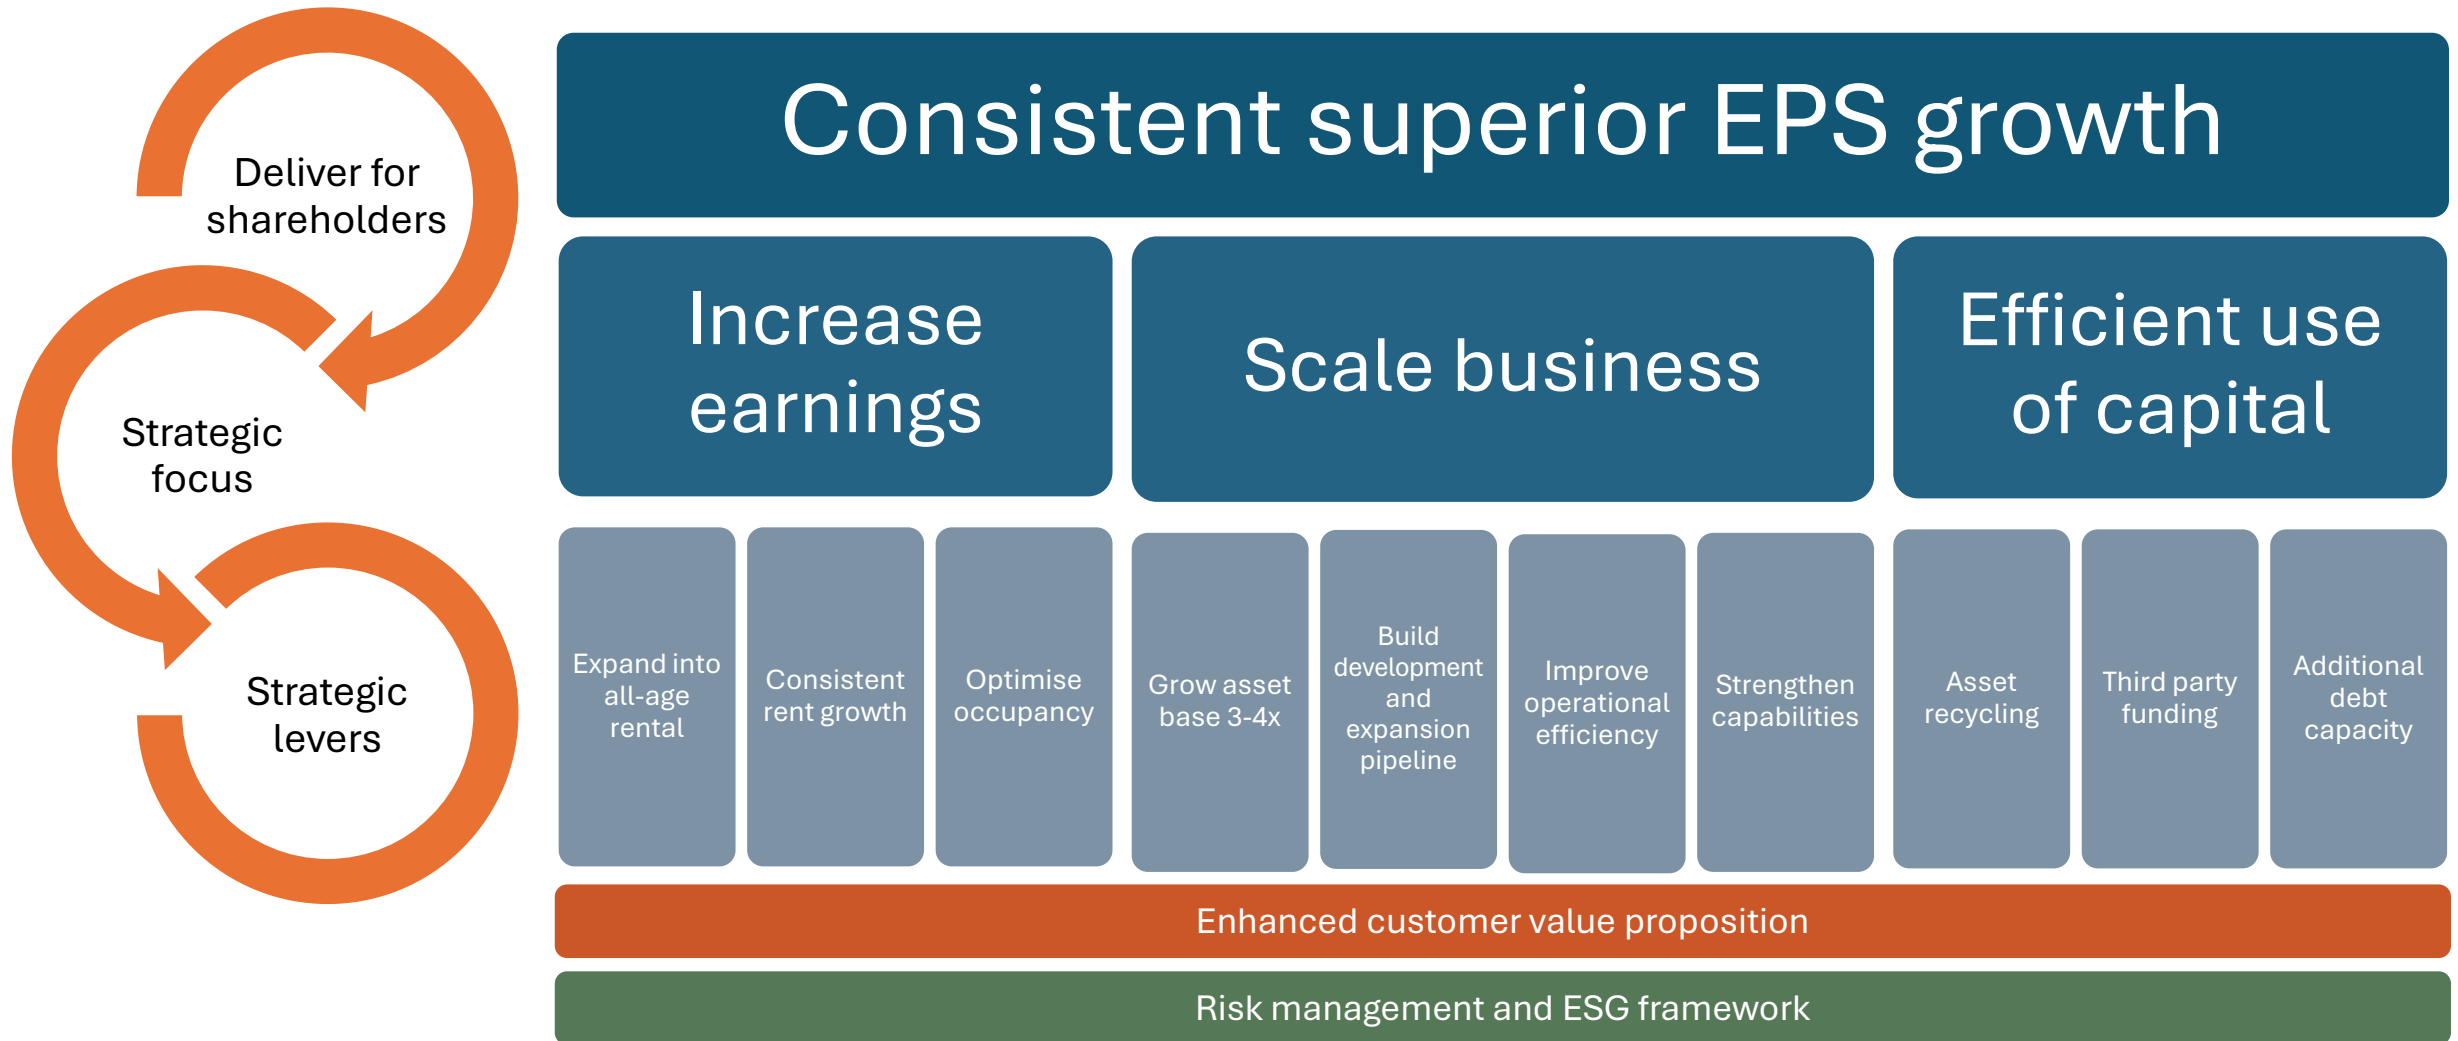 Deliver for
shareholders
Consistent superior EPS growth
Strategic
focus
Increase
earnings
Scale business
Efficient use
of capital
Strategic
levers
Expand into
all-age
rental
Consistent
rent growth
Optimise
occupancy
Grow asset
base 3-4x
Build
development
and
expansion
pipeline
Improve
operational
efficiency
Strengthen
capabilities
Asset
recycling
Third party
funding
Additional
debt
capacity
Enhanced customer value proposition
Risk management and ESG framework